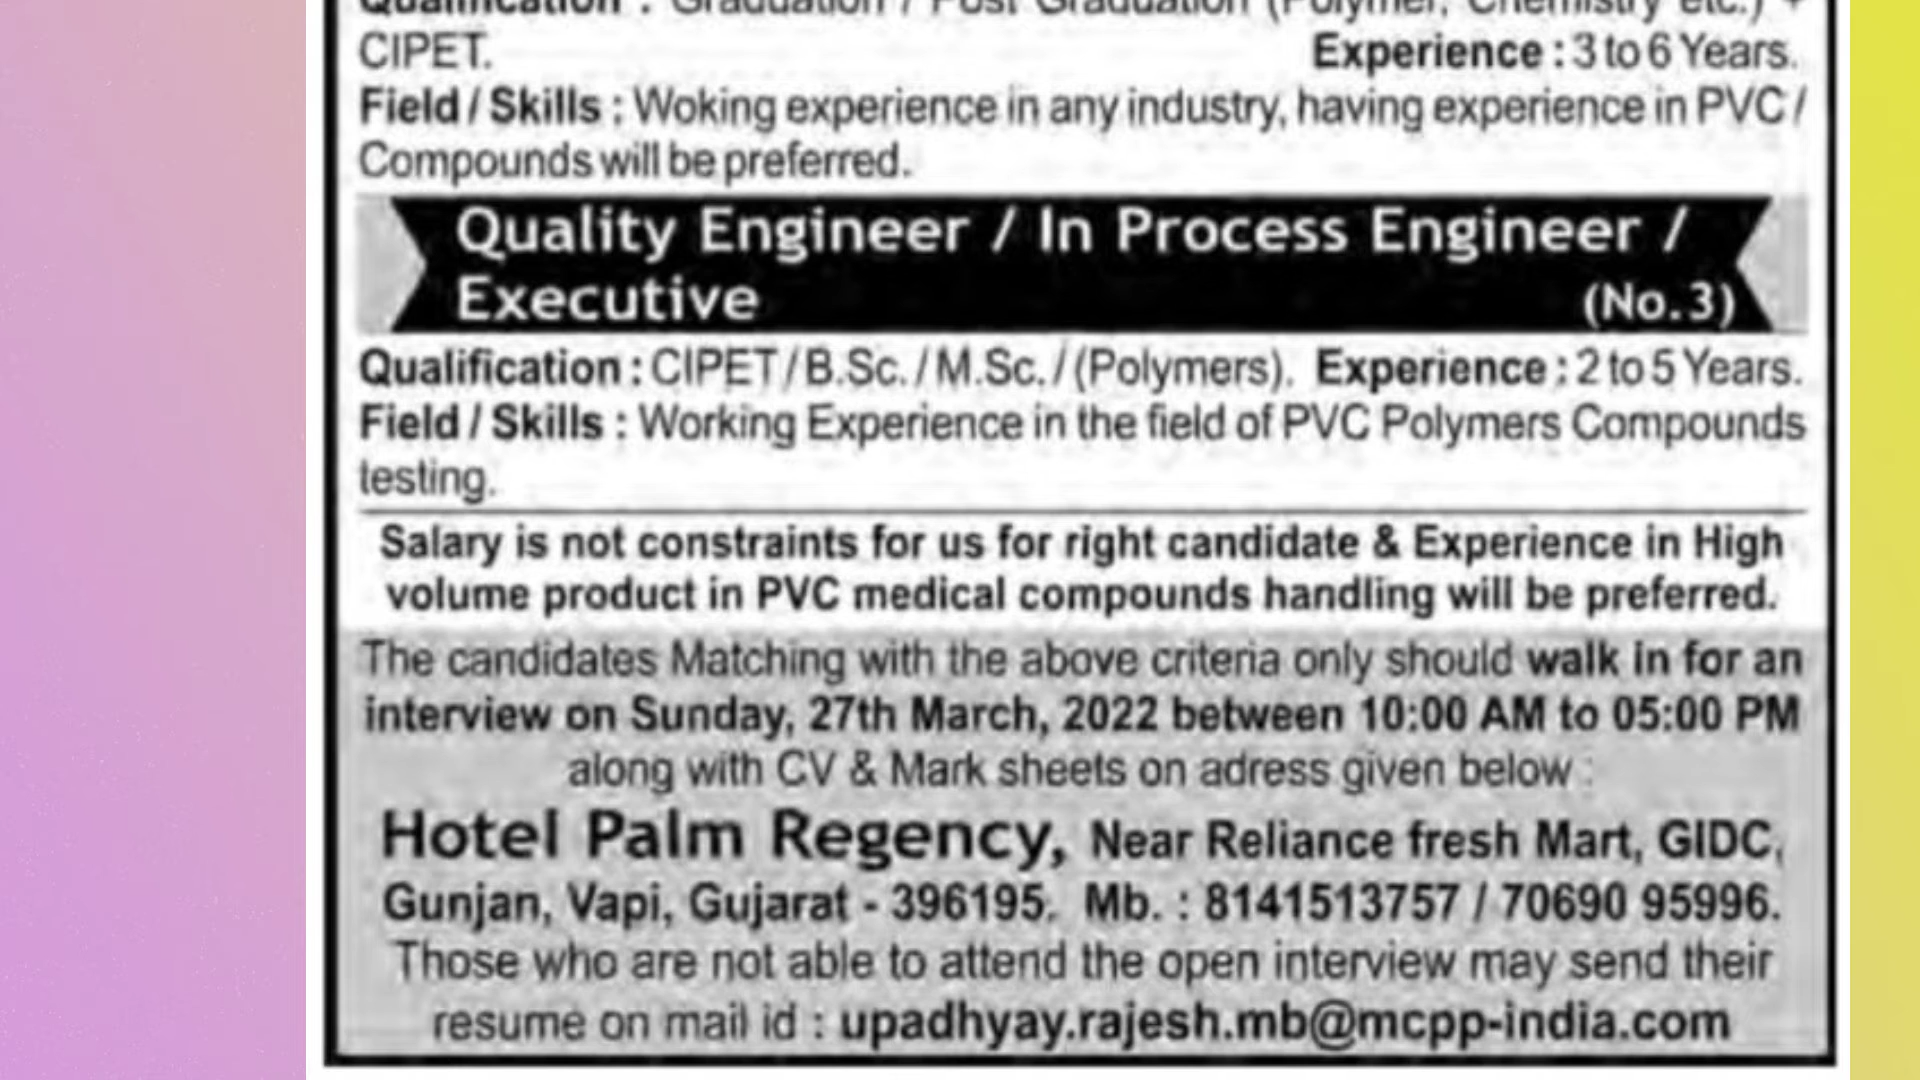 Qualification : Graduation / Post Graduation (Polymer, Chemistry etc.) +
CIPET. Experience : 3 to 6 Years.
Field / Skills : Woking experience in any industry, having experience in PVC /
Compounds will be preferred.
Quality Engineer / In Process Engineer /
Executive (No.3)
Qualification : CIPET / B.Sc. / M.Sc. / (Polymers). Experience : 2 to 5 Years.
Field / Skills : Working Experience in the field of PVC Polymers Compounds
testing.
Salary is not constraints for us for right candidate & Experience in High
volume product in PVC medical compounds handling will be preferred.
The candidates Matching with the above criteria only should walk in for an
interview on Sunday, 27th March, 2022 between 10:00 AM to 05:00 PM
along with CV & Mark sheets on adress given below :
Hotel Palm Regency, Near Reliance fresh Mart, GIDC,
Gunjan, Vapi, Gujarat - 396195. Mb. : 8141513757 / 70690 95996.
Those who are not able to attend the open interview may send their
resume on mail id : upadhyay.rajesh.mb@mcpp-india.com